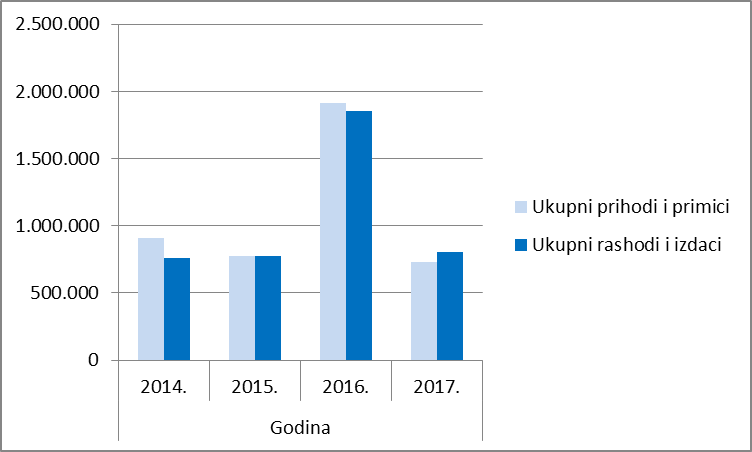 2.500.000
2.000.000
1.500.000
1.000.000
500.000
0
2014. 2015. 2016. 2017.
Godina
Ukupni prihodi i primici
Ukupni rashodi i izdaci